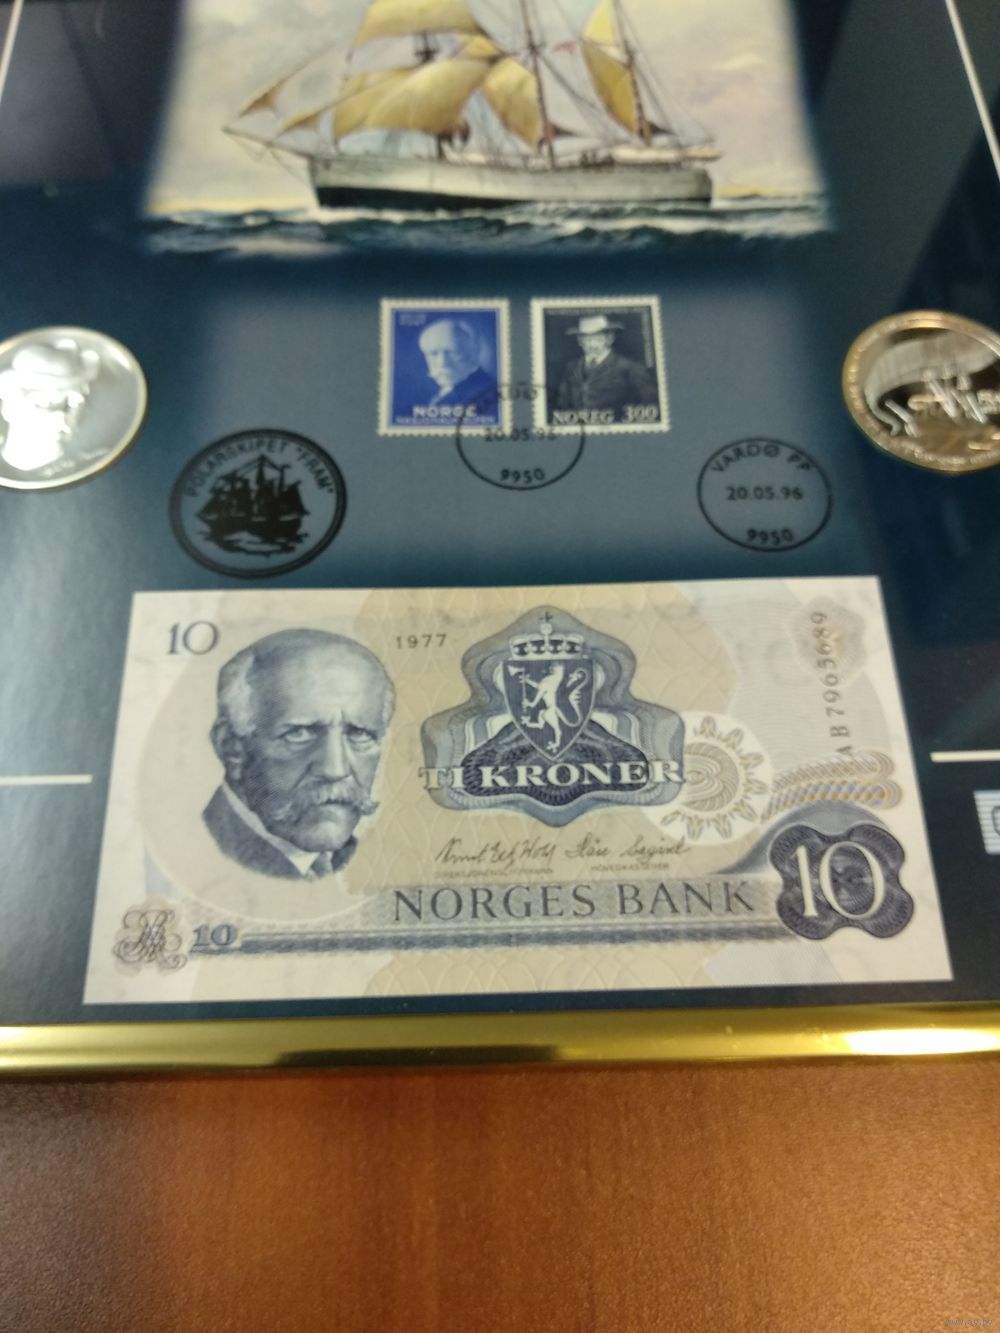 NORGE
NOREG 300
20.05.96
9950
POLARSKIPET "FRAM"
VARDØ PP
20.05.96
9950
10
1977
AB7965689
TI KRONER
NORGES BANK
10
10